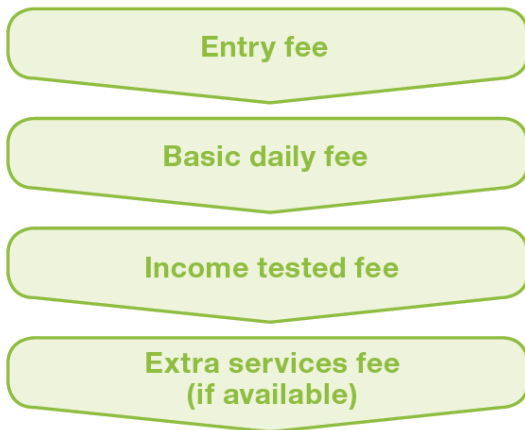 Entry fee
Basic daily fee
Income tested fee
Extra services fee
(if available)